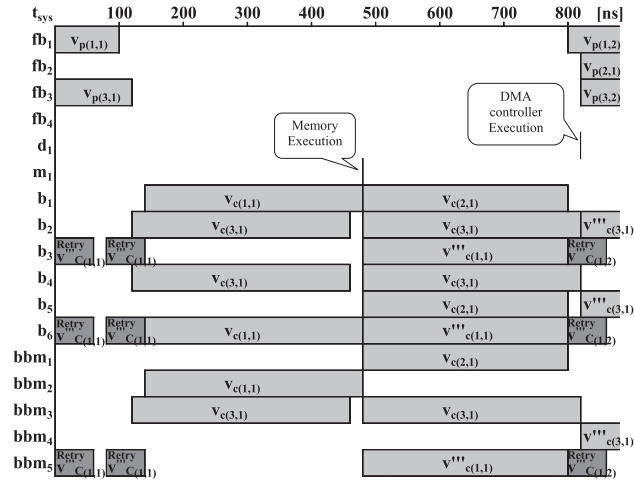 t_sys 100 200 300 400 500 600 700 800 [ns]
fb₁ v_p(1,1) v_p(1,2)
fb₂ v_p(2,1)
fb₃ v_p(3,1) v_p(3,2)
fb₄
DMA
controller
Execution
d₁
Memory
Execution
m₁
b₁ v_c(1,1) v_c(2,1)
b₂ v_c(3,1) v_c(3,1) v'''_c(3,1)
b₃ Retry v'''_C(1,1) Retry v'''_C(1,1) v'''_c(1,1) Retry v'''_C(1,2)
b₄ v_c(3,1) v_c(3,1)
b₅ v_c(2,1) v'''_c(3,1)
b₆ Retry v'''_C(1,1) Retry v'''_C(1,1) v_c(1,1) v'''_c(1,1) Retry v'''_C(1,2)
bbm₁ v_c(2,1)
bbm₂ v_c(1,1)
bbm₃ v_c(3,1) v_c(3,1)
bbm₄ v'''_c(3,1)
bbm₅ Retry v'''_C(1,1) Retry v'''_C(1,1) v'''_c(1,1) Retry v'''_C(1,2)